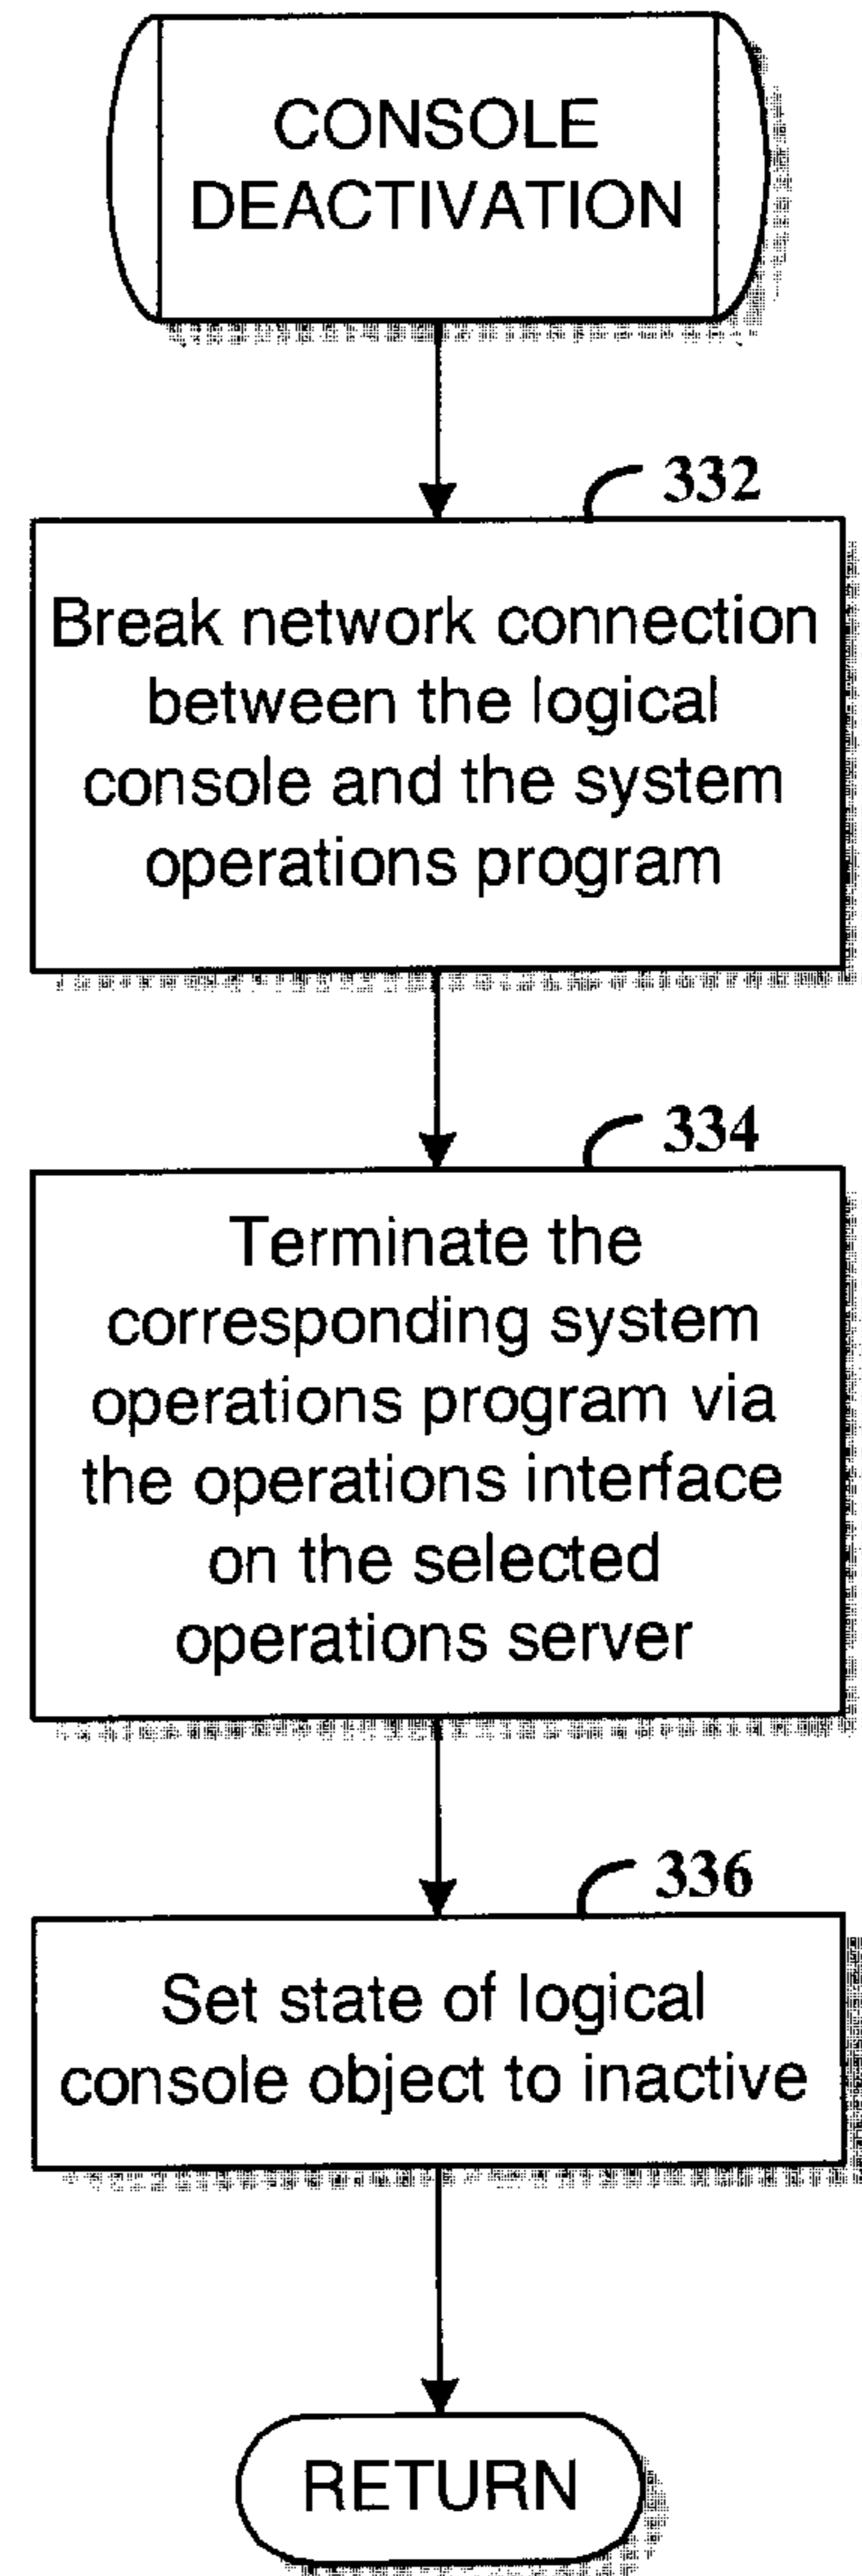 CONSOLE
DEACTIVATION
332
Break network connection
between the logical
console and the system
operations program
334
Terminate the
corresponding system
operations program via
the operations interface
on the selected
operations server
336
Set state of logical
console object to inactive
RETURN